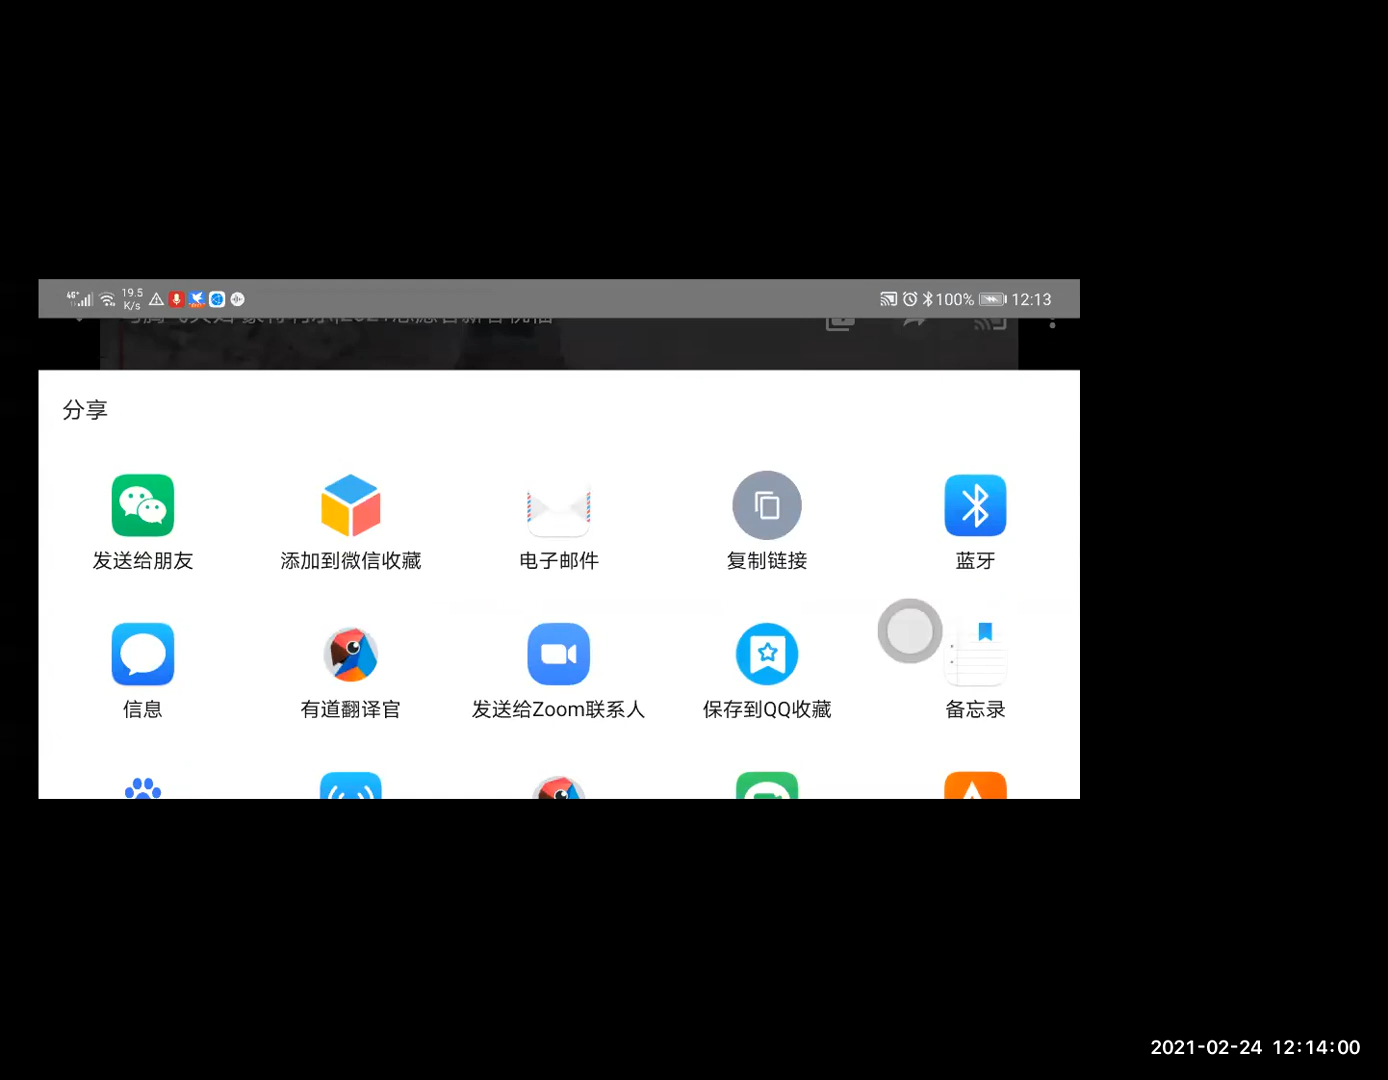 4G+
19.5
K/s
100%
12:13
分享
发送给朋友
添加到微信收藏
电子邮件
复制链接
蓝牙
信息
有道翻译官
发送给Zoom联系人
保存到QQ收藏
备忘录
2021-02-24 12:14:00